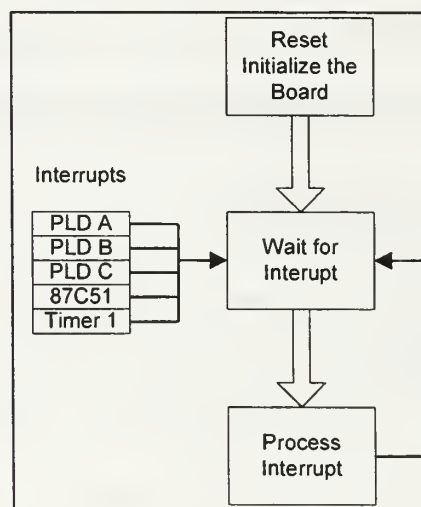 Reset
Initialize the
Board
Interrupts
PLD A
PLD B
PLD C
87C51
Timer 1
Wait for
Interupt
Process
Interrupt